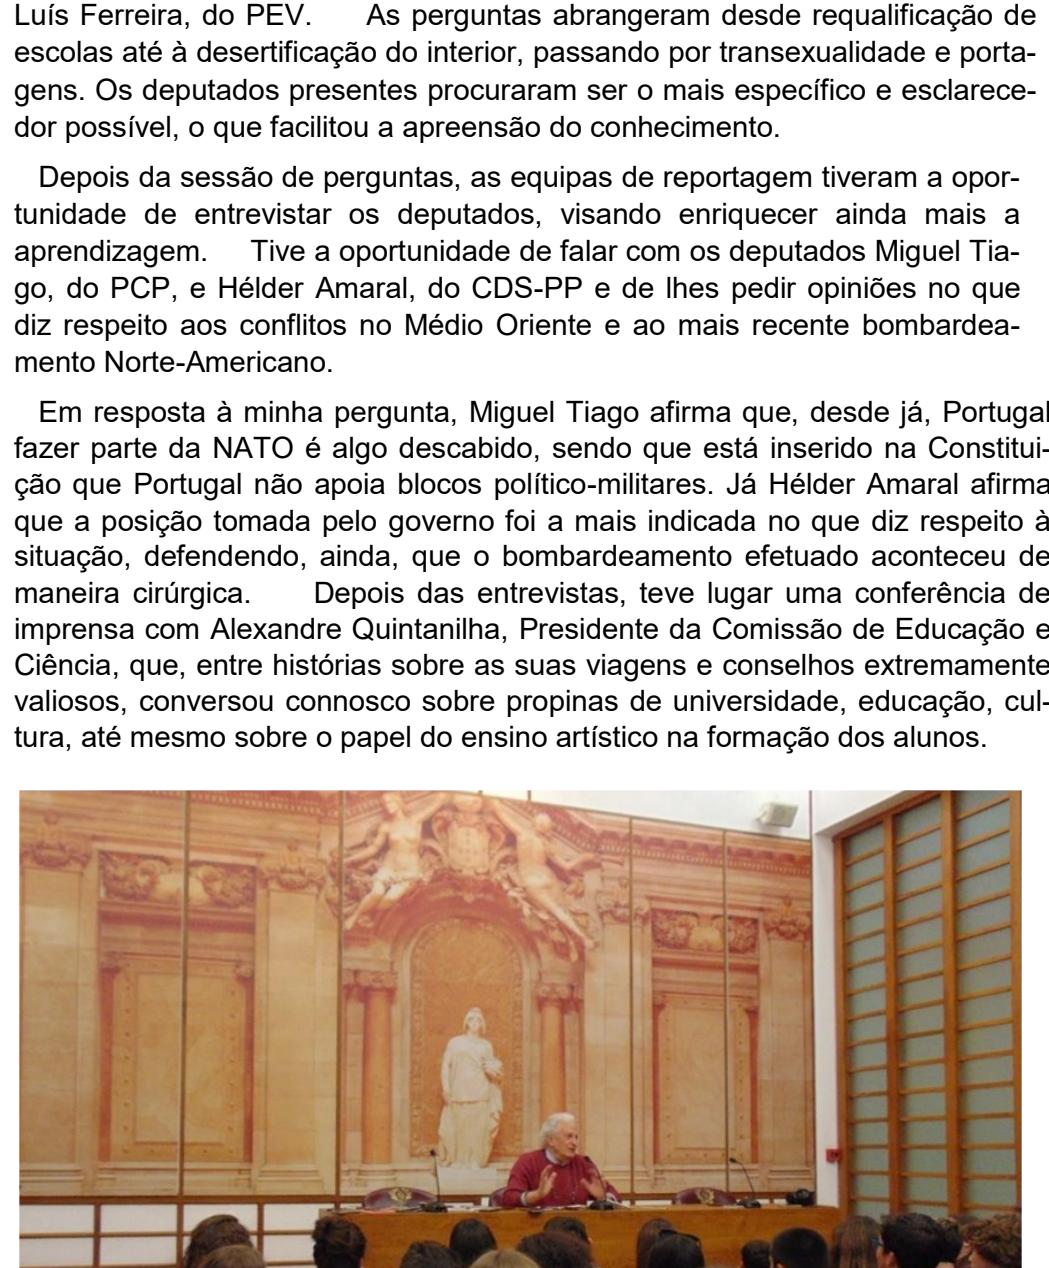 Luís Ferreira, do PEV. As perguntas abrangeram desde requalificação de
escolas até à desertificação do interior, passando por transexualidade e porta-
gens. Os deputados presentes procuraram ser o mais específico e esclarece-
dor possível, o que facilitou a apreensão do conhecimento.
Depois da sessão de perguntas, as equipas de reportagem tiveram a opor-
tunidade de entrevistar os deputados, visando enriquecer ainda mais a
aprendizagem. Tive a oportunidade de falar com os deputados Miguel Tia-
go, do PCP, e Hélder Amaral, do CDS-PP e de lhes pedir opiniões no que
diz respeito aos conflitos no Médio Oriente e ao mais recente bombardea-
mento Norte-Americano.
Em resposta à minha pergunta, Miguel Tiago afirma que, desde já, Portugal
fazer parte da NATO é algo descabido, sendo que está inserido na Constitui-
ção que Portugal não apoia blocos político-militares. Já Hélder Amaral afirma
que a posição tomada pelo governo foi a mais indicada no que diz respeito à
situação, defendendo, ainda, que o bombardeamento efetuado aconteceu de
maneira cirúrgica. Depois das entrevistas, teve lugar uma conferência de
imprensa com Alexandre Quintanilha, Presidente da Comissão de Educação e
Ciência, que, entre histórias sobre as suas viagens e conselhos extremamente
valiosos, conversou connosco sobre propinas de universidade, educação, cul-
tura, até mesmo sobre o papel do ensino artístico na formação dos alunos.